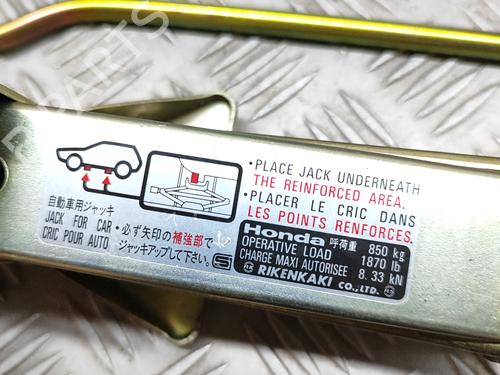 •PLACE JACK UNDERNEATH
THE REINFORCED AREA.
•PLACER LE CRIC DANS
LES POINTS RENFORCES.
自動車用ジャッキ
JACK FOR CAR
CRIC POUR AUTO
•必ず矢印の補強部で
ジャッキアップして下さい。
Honda 呼荷重 850 kg
OPERATIVE LOAD 1870 lb
CHARGE MAXI AUTORISEE 8.33 kN
RIKENKAKI CO.,LTD.